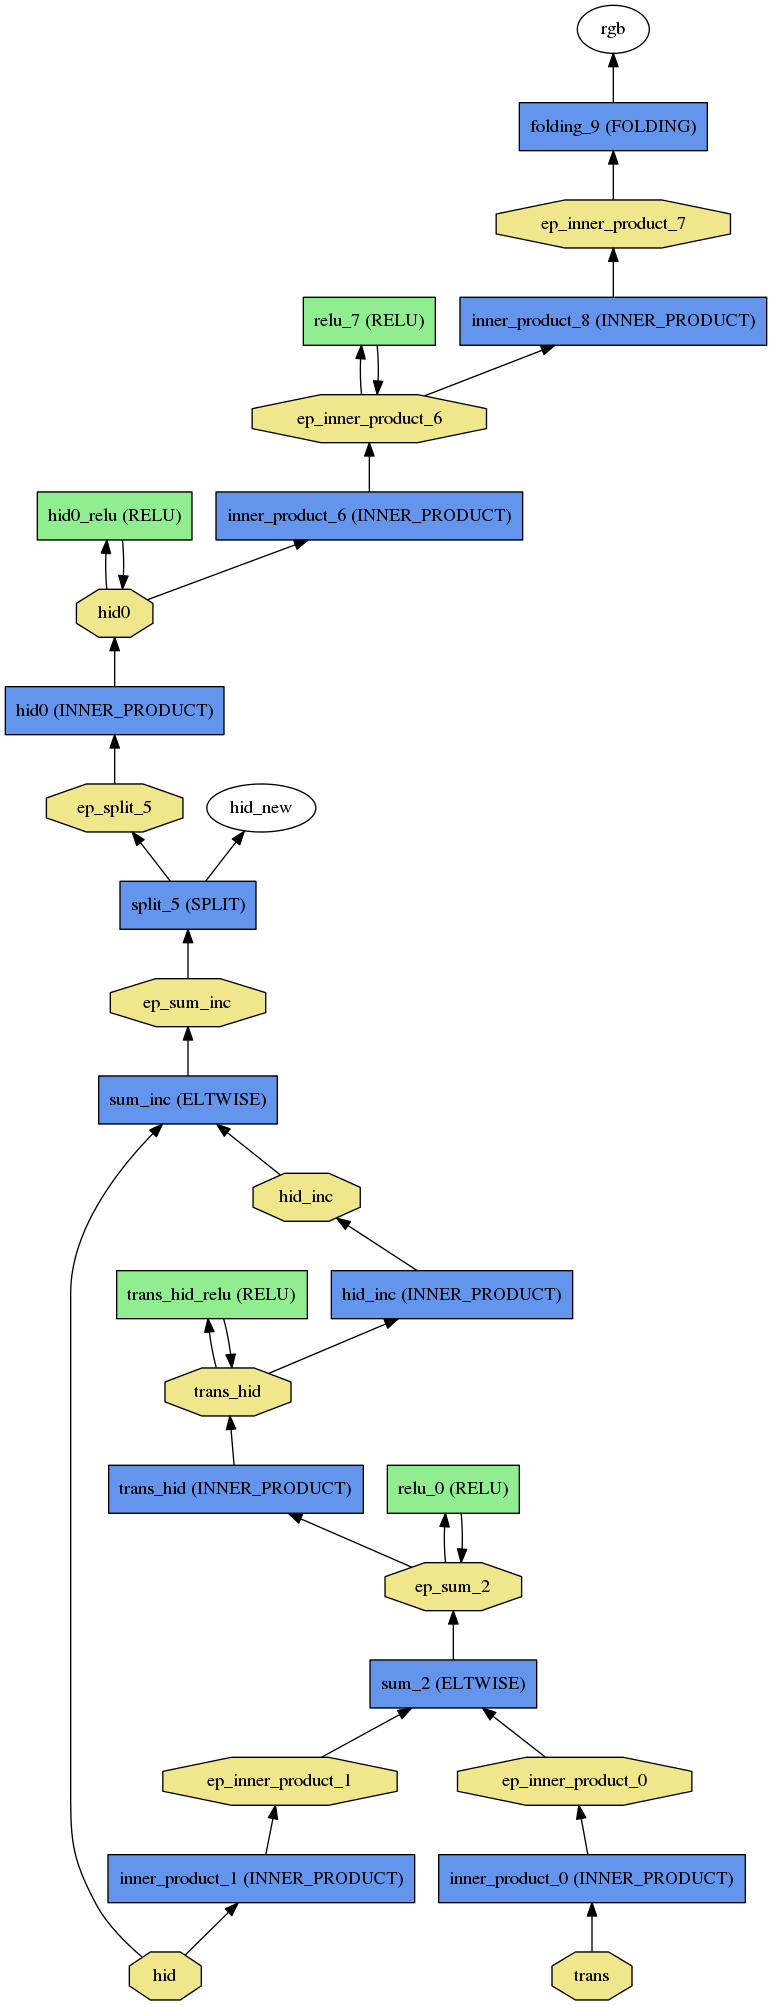 rgb
folding_9 (FOLDING)
ep_inner_product_7
relu_7 (RELU)
inner_product_8 (INNER_PRODUCT)
ep_inner_product_6
hid0_relu (RELU)
inner_product_6 (INNER_PRODUCT)
hid0
hid0 (INNER_PRODUCT)
ep_split_5
hid_new
split_5 (SPLIT)
ep_sum_inc
sum_inc (ELTWISE)
hid_inc
trans_hid_relu (RELU)
hid_inc (INNER_PRODUCT)
trans_hid
trans_hid (INNER_PRODUCT)
relu_0 (RELU)
ep_sum_2
sum_2 (ELTWISE)
ep_inner_product_1
ep_inner_product_0
inner_product_1 (INNER_PRODUCT)
inner_product_0 (INNER_PRODUCT)
hid
trans